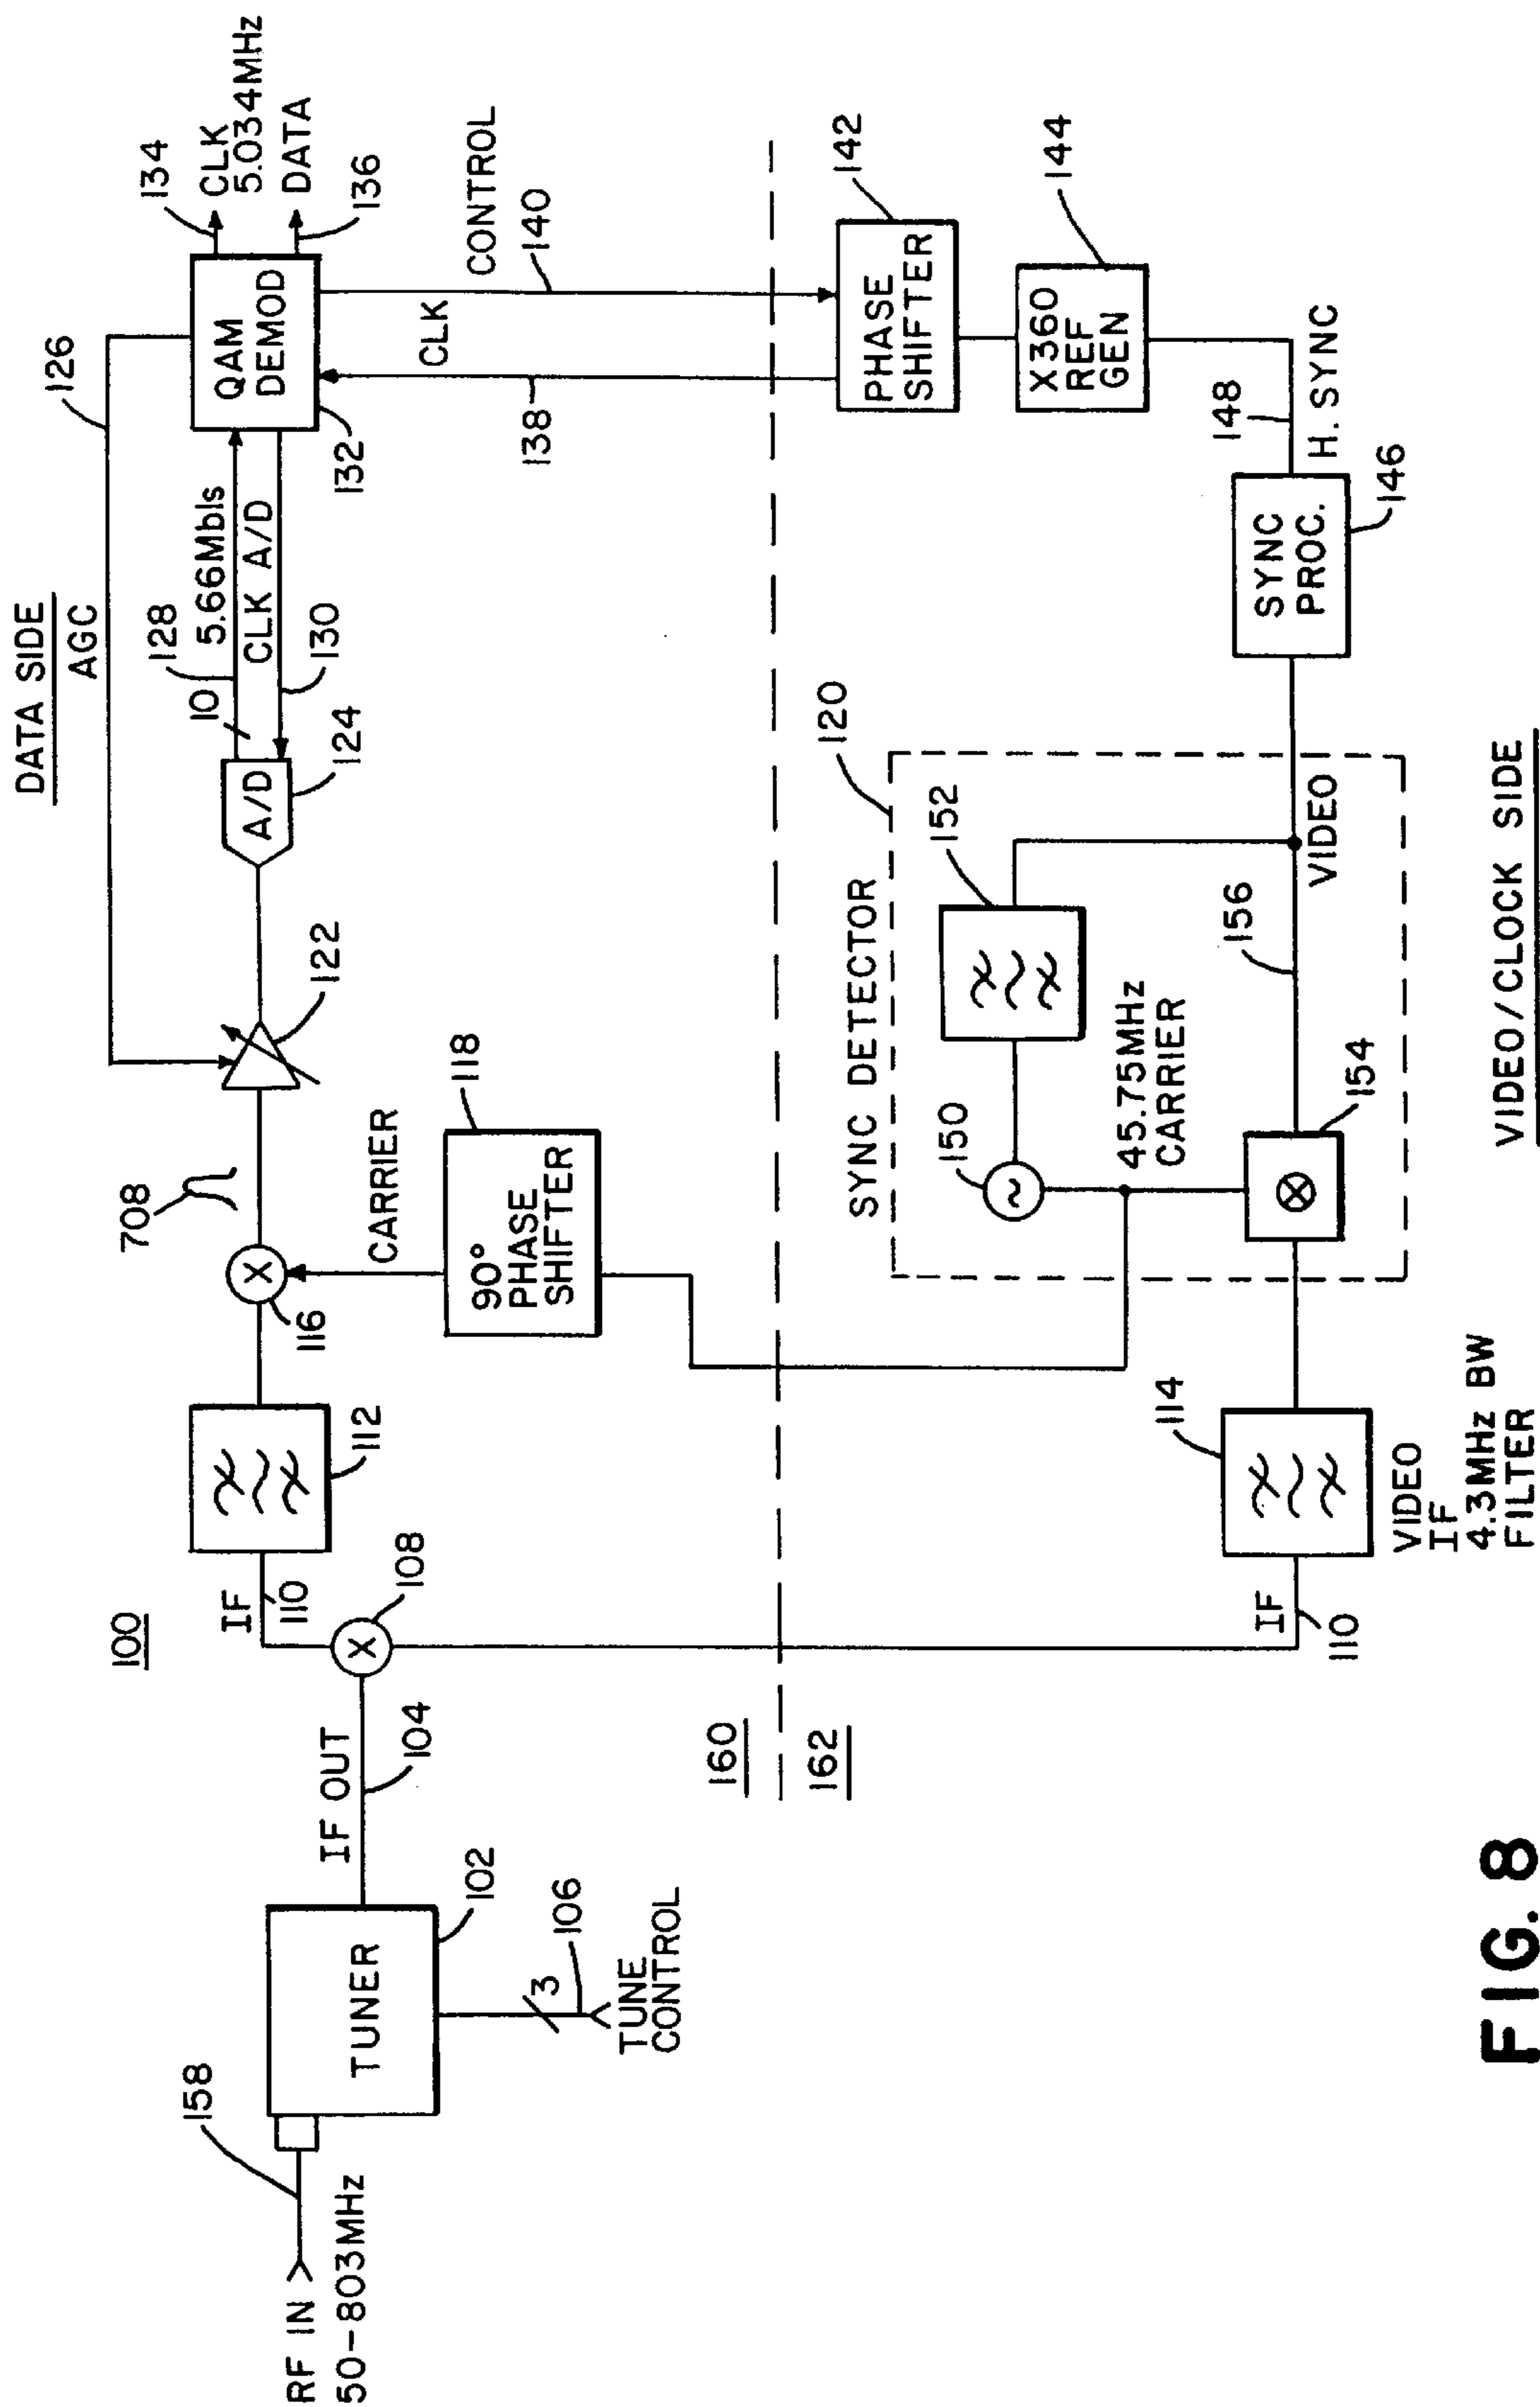 DATA SIDE
AGC
126
134
CLK
5.034MHz
DATA
136
QAM
DEMOD
132
128
10
5.66Mbls
CLK A/D
130
A/D
124
122
708
X
116
CARRIER
118
90°
PHASE
SHIFTER
112
100
IF
110
108
X
IF OUT
104
158
RF IN
50-803MHz
TUNER
102
3
106
TUNE
CONTROL
160
162
CLK
138
CONTROL
140
PHASE
SHIFTER
142
X360
REF
GEN
144
148
H. SYNC
SYNC
PROC.
146
120
SYNC DETECTOR
152
150
45.75MHz
CARRIER
156
VIDEO
154
114
IF
110
VIDEO
IF
4.3MHz BW
FILTER
VIDEO/CLOCK SIDE
FIG. 8